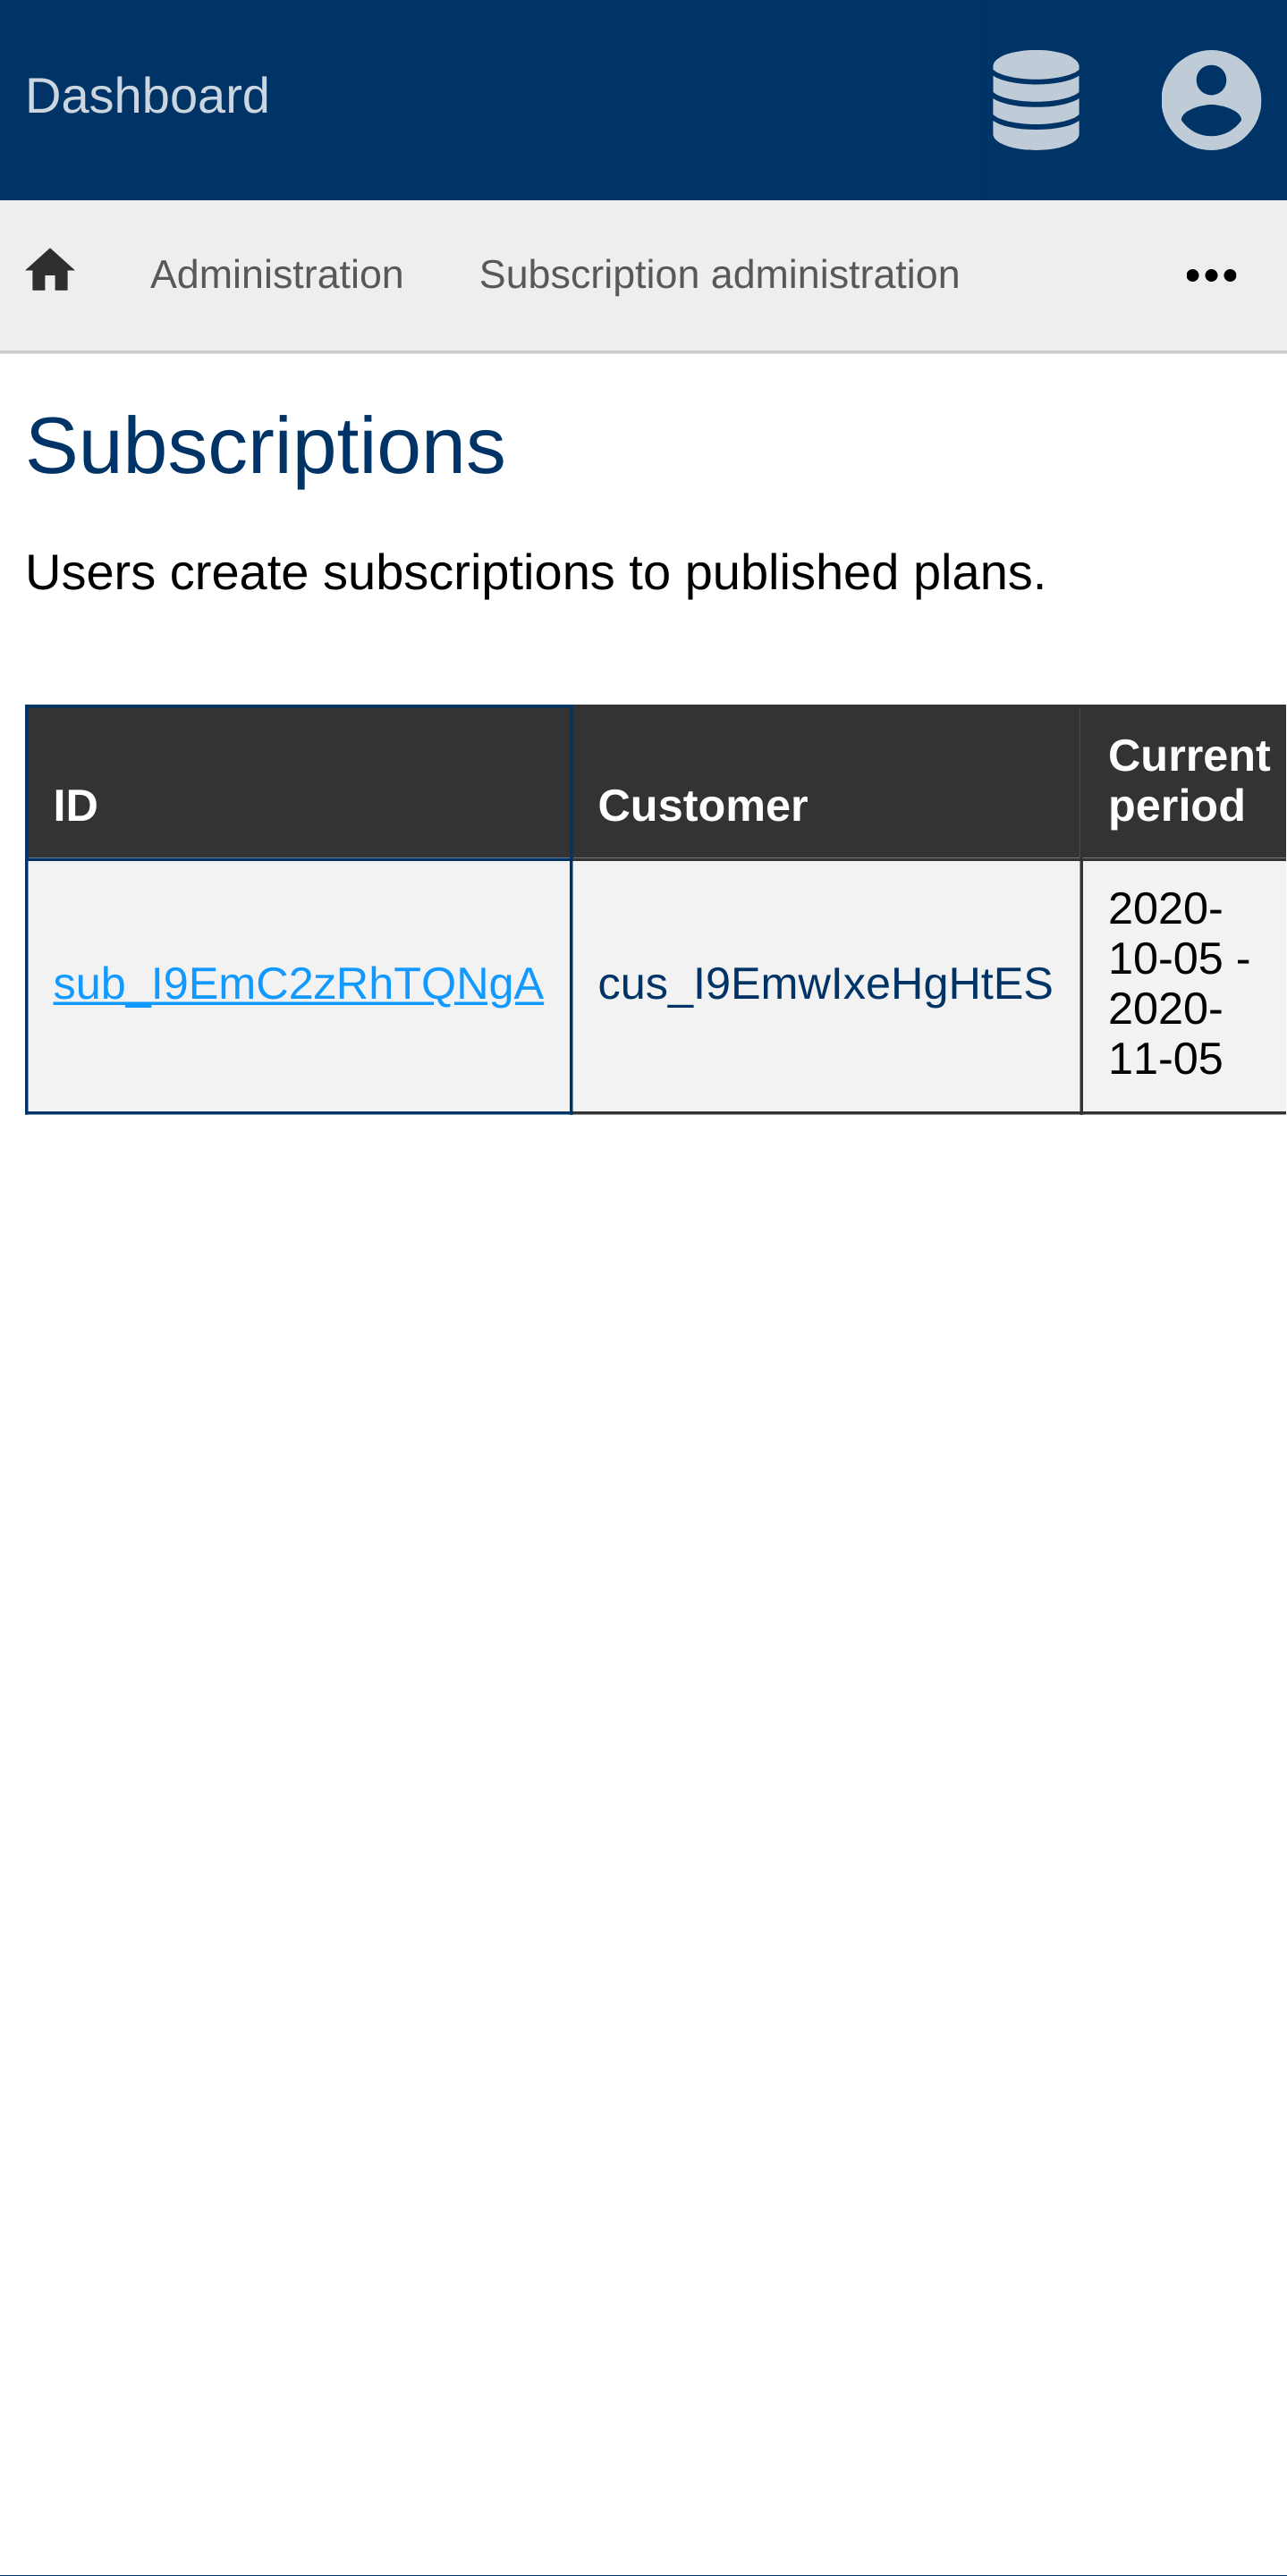 Dashboard
Administration Subscription administration
Subscriptions
Users create subscriptions to published plans.
ID Customer Current period
sub_I9EmC2zRhTQNgA cus_I9EmwIxeHgHtES 2020-
10-05 -
2020-
11-05